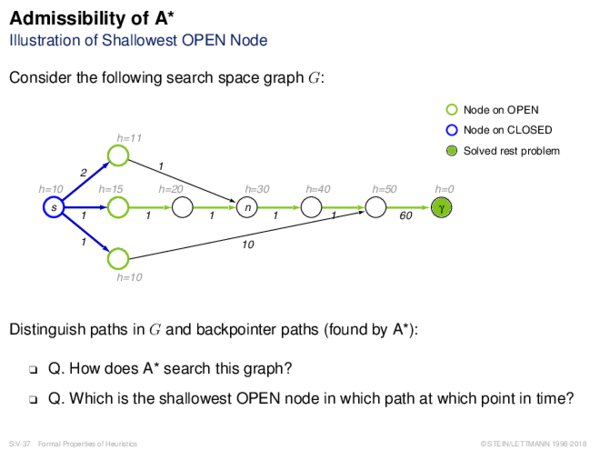 Admissibility of A*
Illustration of Shallowest OPEN Node
Consider the following search space graph G:
Node on OPEN
Node on CLOSED
Solved rest problem
h=11
2
1
h=10 h=15 h=20 h=30 h=40 h=50 h=0
s n γ
1 1 1 1 1 60
1
10
h=10
Distinguish paths in G and backpointer paths (found by A*):
❑ Q. How does A* search this graph?
❑ Q. Which is the shallowest OPEN node in which path at which point in time?
S:V-37 Formal Properties of Heuristics ©STEIN/LETTMANN 1998-2018